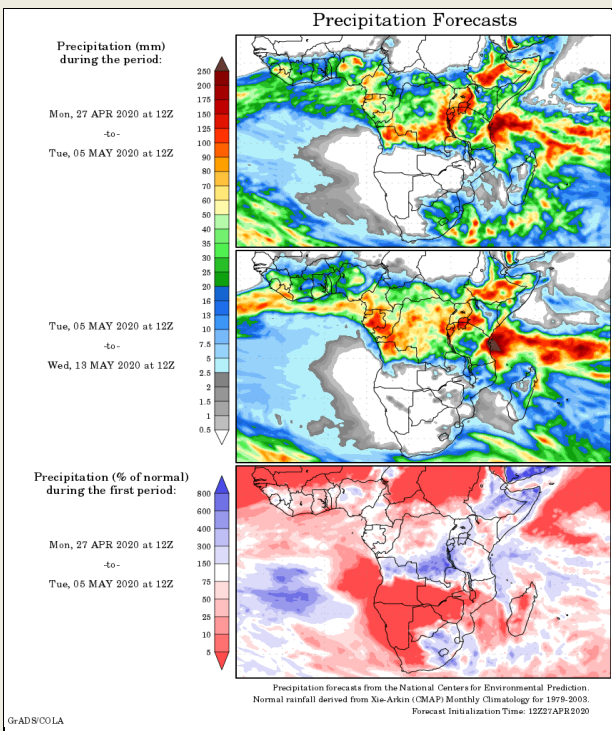 Precipitation Forecasts
Precipitation (mm)
during the period:
Mon, 27 APR 2020 at 12Z
-to-
Tue, 05 MAY 2020 at 12Z
250
200
175
150
125
100
90
80
70
60
50
40
35
30
25
20
16
13
10
7.5
5
2.5
2
1.5
1
0.5
Tue, 05 MAY 2020 at 12Z
-to-
Wed, 13 MAY 2020 at 12Z
Precipitation (% of normal)
during the first period:
Mon, 27 APR 2020 at 12Z
-to-
Tue, 05 MAY 2020 at 12Z
800
600
400
300
150
75
50
25
10
5
Precipitation forecasts from the National Centers for Environmental Prediction.
Normal rainfall derived from Xie-Arkin (CMAP) Monthly Climatology for 1979-2003.
Forecast Initialization Time: 12Z27APR2020
GrADS/COLA